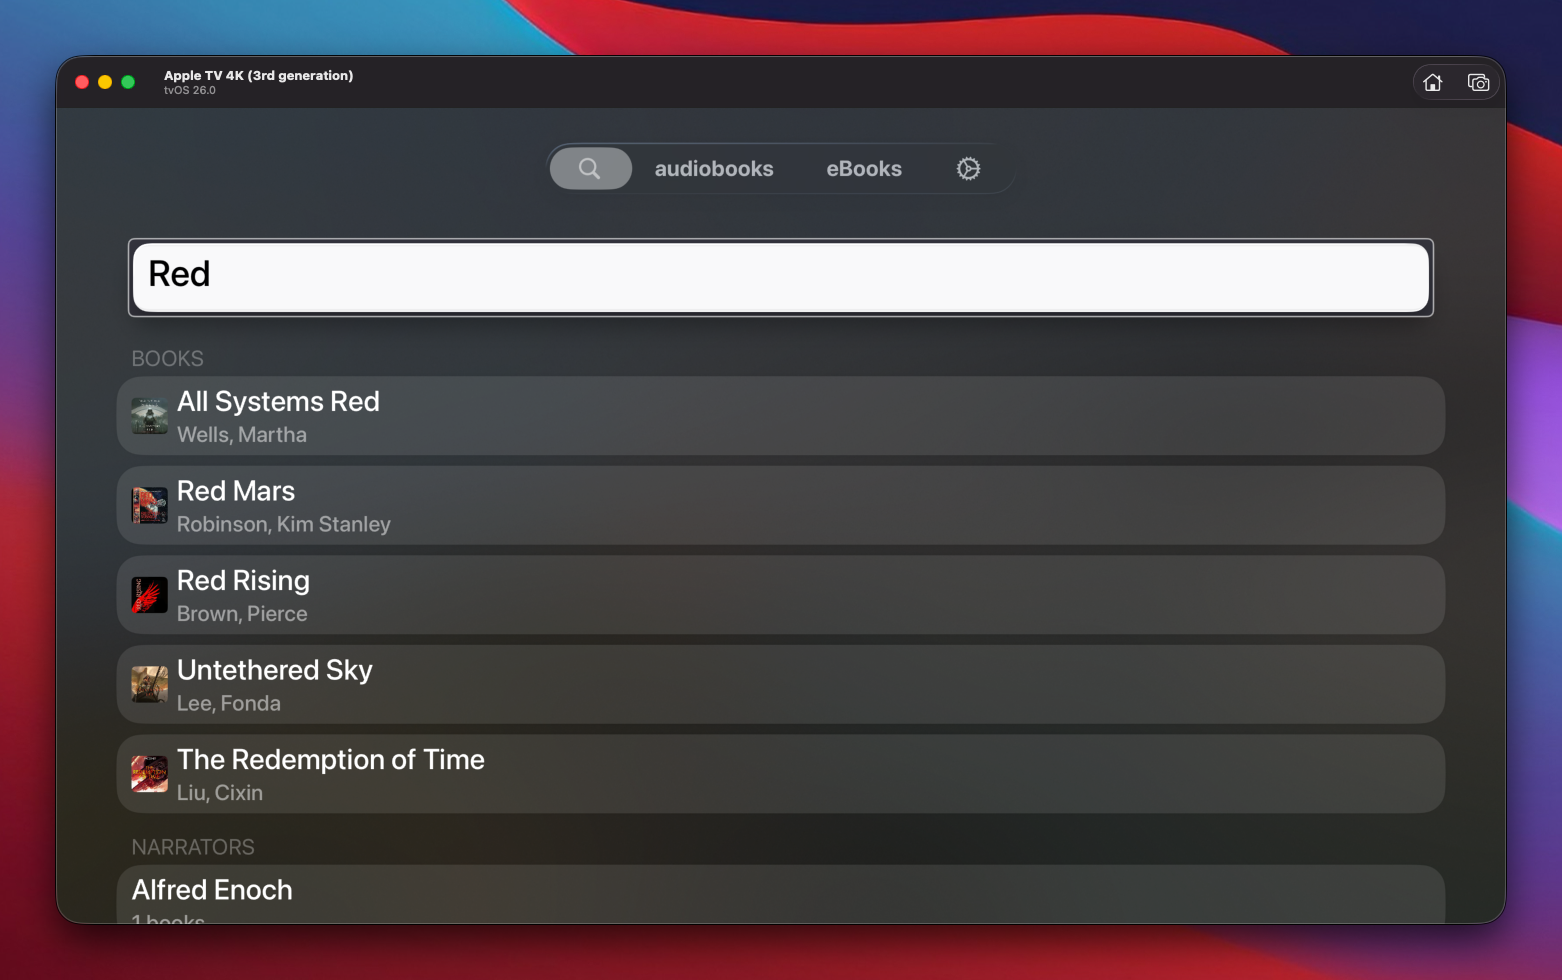 Apple TV 4K (3rd generation)
tvOS 26.0
audiobooks
eBooks
Red
BOOKS
All Systems Red
Wells, Martha
Red Mars
Robinson, Kim Stanley
Red Rising
Brown, Pierce
Untethered Sky
Lee, Fonda
The Redemption of Time
Liu, Cixin
NARRATORS
Alfred Enoch
1 books